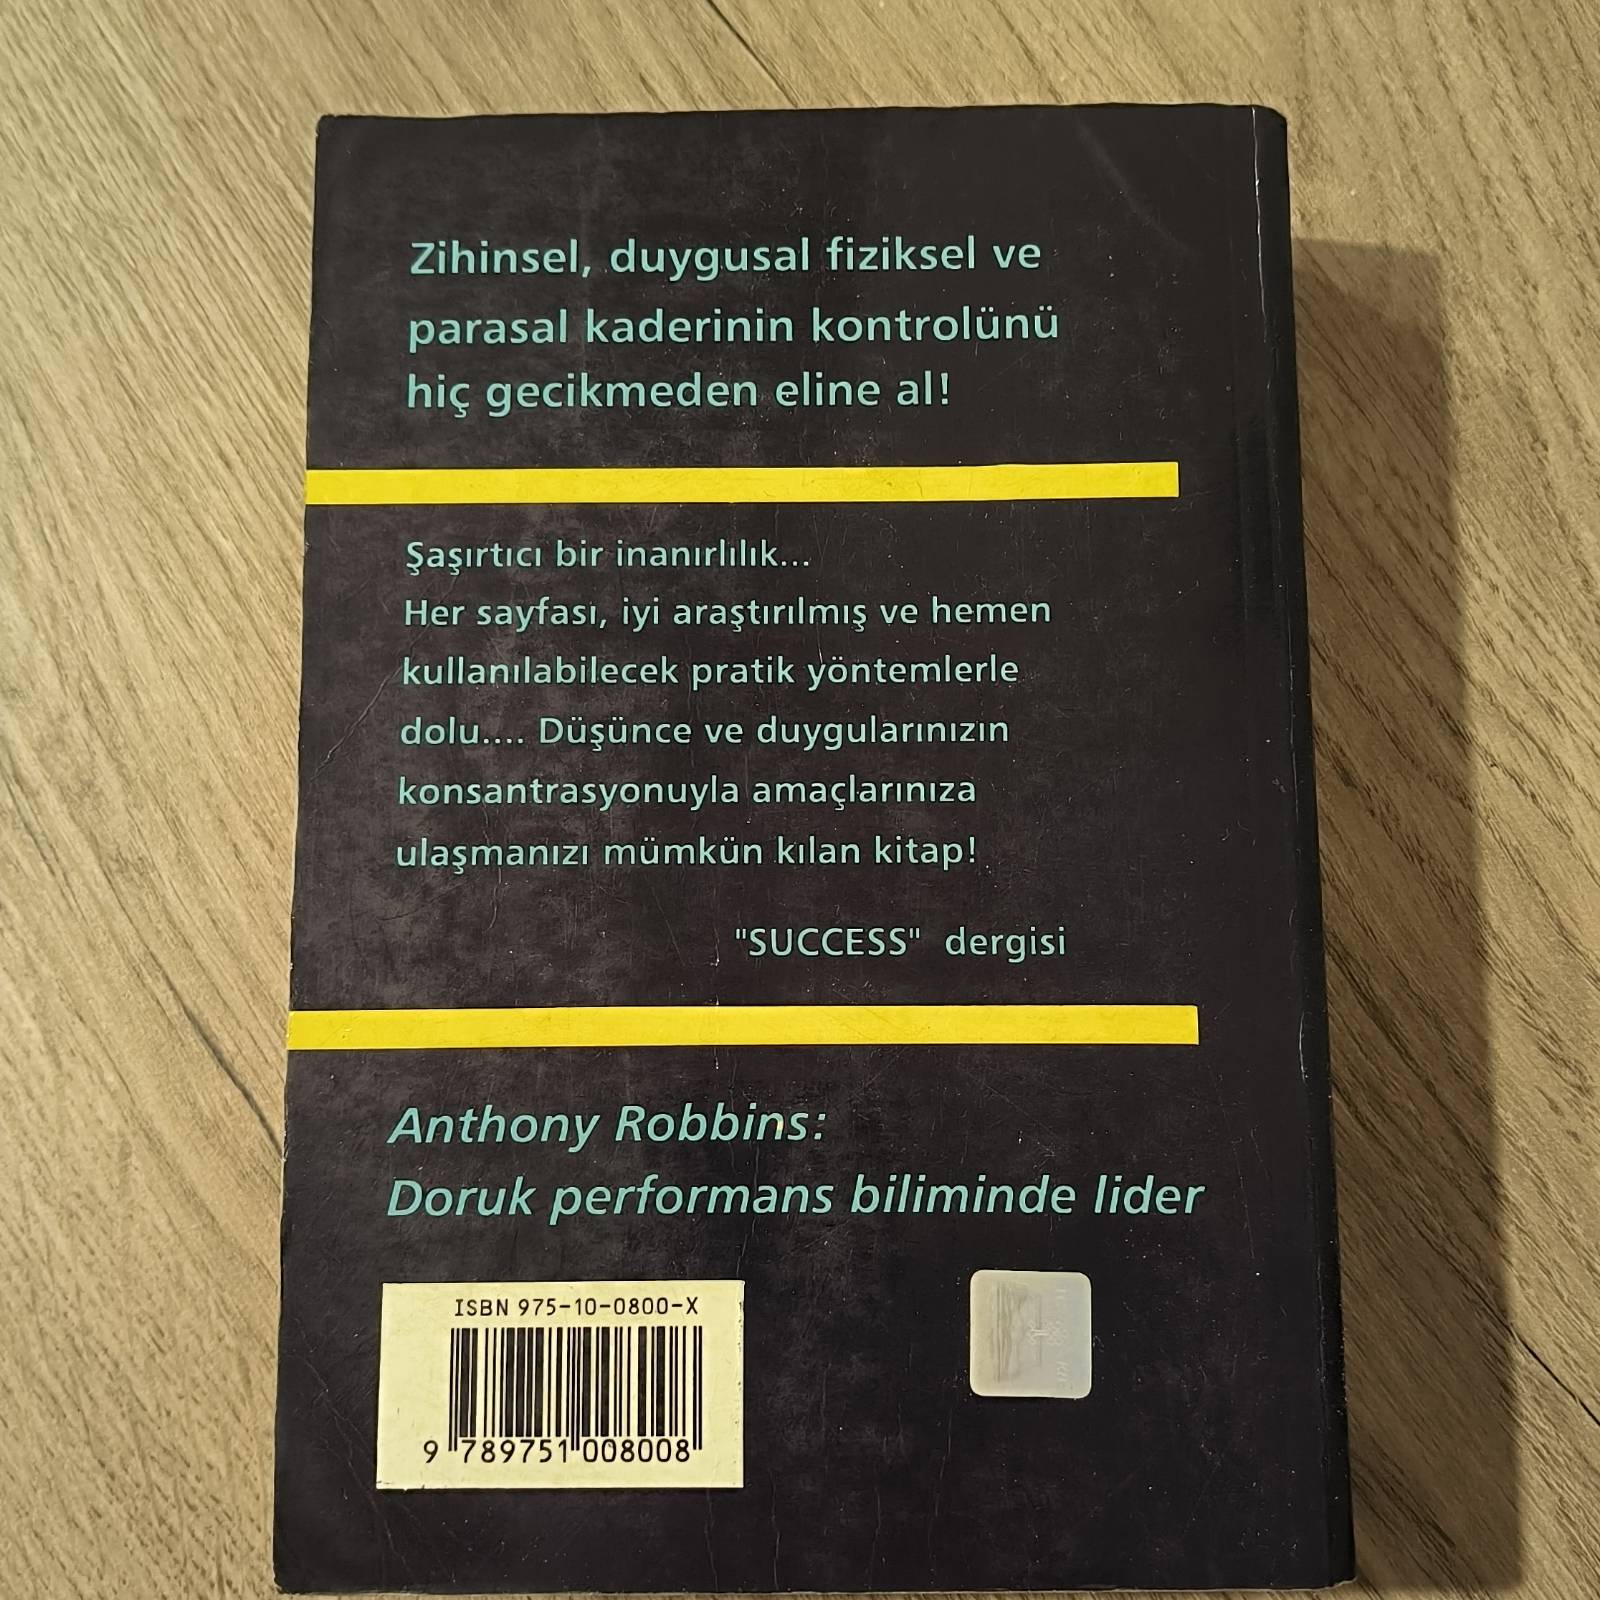 Zihinsel, duygusal fiziksel ve
parasal kaderinin kontrolünü
hiç gecikmeden eline al!
Şaşırtıcı bir inanırlılık...
Her sayfası, iyi araştırılmış ve hemen
kullanılabilecek pratik yöntemlerle
dolu.... Düşünce ve duygularınızın
konsantrasyonuyla amaçlarınıza
ulaşmanızı mümkün kılan kitap!
"SUCCESS" dergisi
Anthony Robbins:
Doruk performans biliminde lider
ISBN 975-10-0800-X
9 789751 008008